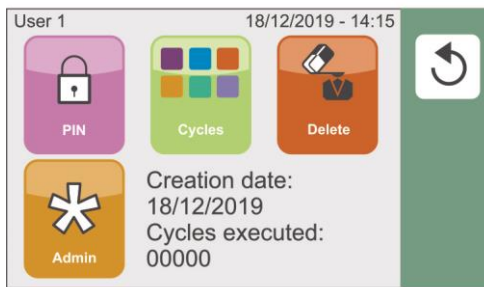 User 1 18/12/2019 - 14:15
PIN Cycles Delete
Admin
Creation date:
18/12/2019
Cycles executed:
00000